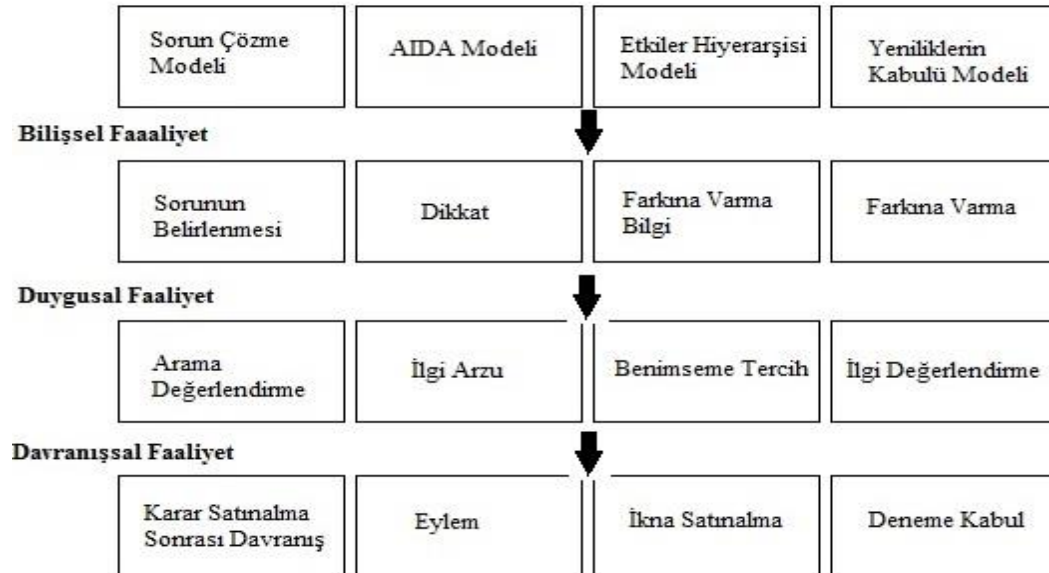 Sorun Çözme
Modeli
AIDA Modeli
Etkiler Hiyerarşisi
Modeli
Yeniliklerin
Kabulü Modeli
Bilişsel Faaaliyet
Sorunun
Belirlenmesi
Dikkat
Farkına Varma
Bilgi
Farkına Varma
Duygusal Faaliyet
Arama
Değerlendirme
İlgi Arzu
Benimseme Tercih
İlgi Değerlendirme
Davranışsal Faaliyet
Karar Satınalma
Sonrası Davranış
Eylem
İkna Satınalma
Deneme Kabul